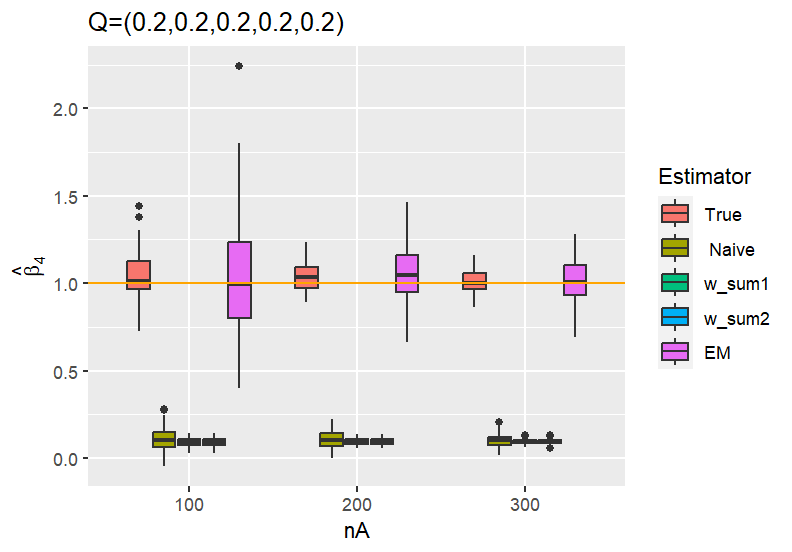 Q=(0.2,0.2,0.2,0.2,0.2)
2.0
1.5
1.0
0.5
0.0
β̂4
100
200
300
nA
Estimator
True
Naive
w_sum1
w_sum2
EM